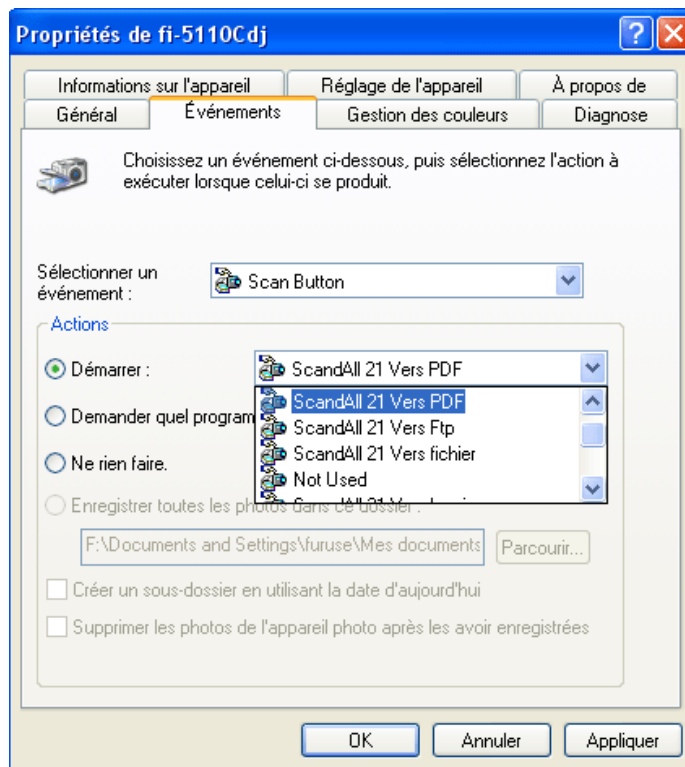 Propriétés de fi-5110Cdj
Informations sur l'appareil
Réglage de l'appareil
À propos de
Général
Événements
Gestion des couleurs
Diagnose
Choisissez un événement ci-dessous, puis sélectionnez l'action à
exécuter lorsque celui-ci se produit.
Sélectionner un
événement :
Scan Button
Actions
Démarrer :
ScandAll 21 Vers PDF
ScandAll 21 Vers PDF
Demander quel program
ScandAll 21 Vers Ftp
ScandAll 21 Vers fichier
Ne rien faire.
Not Used
Enregistrer toutes les photos dans ce dossier :
F:\Documents and Settings\furuse\Mes documents
Parcourir...
Créer un sous-dossier en utilisant la date d'aujourd'hui
Supprimer les photos de l'appareil photo après les avoir enregistrées
OK
Annuler
Appliquer